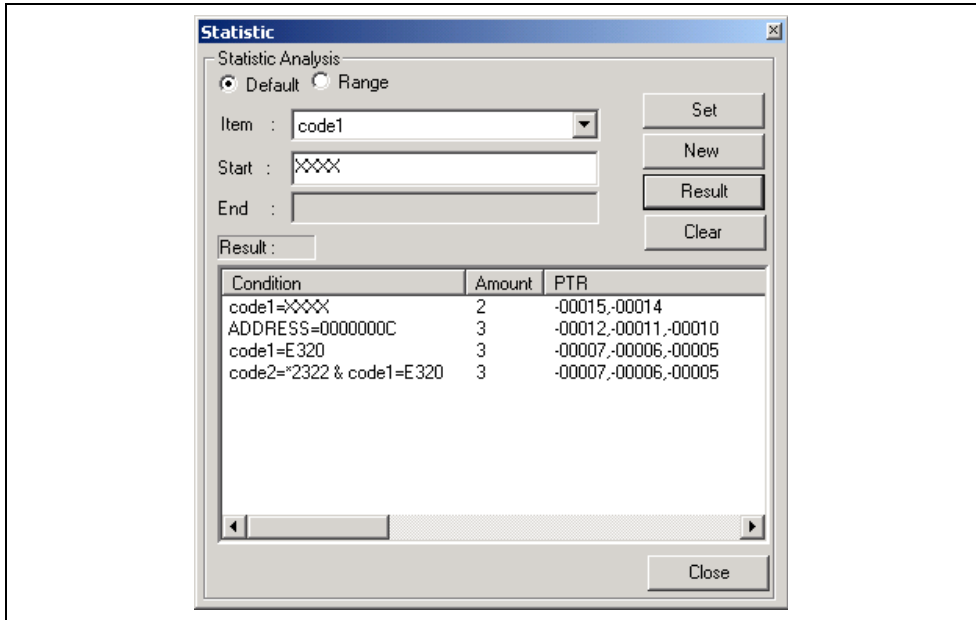 Statistic
Statistic Analysis
Default Range
Item : code1
Start : XXXX
End :
Set
New
Result
Clear
Result :
Condition Amount PTR
code1=XXXX 2 -00015,-00014
ADDRESS=0000000C 3 -00012,-00011,-00010
code1=E320 3 -00007,-00006,-00005
code2=*2322 & code1=E320 3 -00007,-00006,-00005
Close